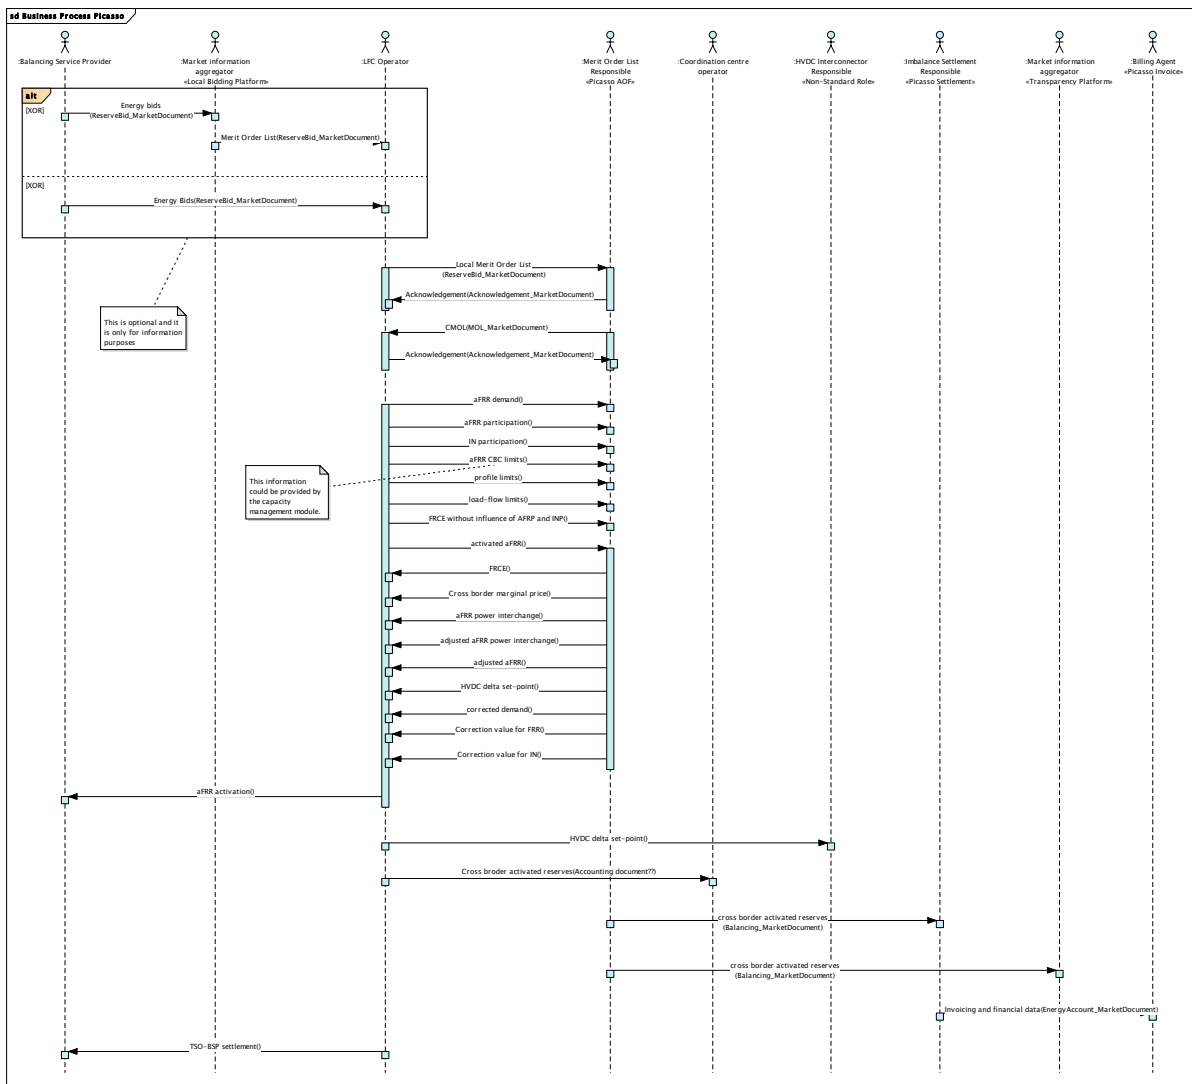 sd Business Process Picasso
:Balancing Service Provider
:Market information
aggregator
«Local Bidding Platform»
:LFC Operator
:Merit Order List
Responsible
«Picasso AOF»
:Coordination centre
operator
:HVDC Interconnector
Responsible
«Non-Standard Role»
:Imbalance Settlement
Responsible
«Picasso Settlement»
:Market information
aggregator
«Transparency Platform»
:Billing Agent
«Picasso Invoice»
alt
[XOR]
Energy bids
(ReserveBid_MarketDocument)
Merit Order List(ReserveBid_MarketDocument)
[XOR]
Energy Bids(ReserveBid_MarketDocument)
Local Merit Order List
(ReserveBid_MarketDocument)
Acknowledgement(Acknowledgement_MarketDocument)
This is optional and it
is only for information
purposes
CMOL(MOL_MarketDocument)
Acknowledgement(Acknowledgement_MarketDocument)
aFRR demand()
aFRR participation()
IN participation()
aFRR CBC limits()
This information
could be provided by
the capacity
management module.
profile limits()
load-flow limits()
FRCE without influence of AFRP and INP()
activated aFRR()
FRCE()
Cross border marginal price()
aFRR power interchange()
adjusted aFRR power interchange()
adjusted aFRR()
HVDC delta set-point()
corrected demand()
Correction value for FRR()
Correction value for IN()
aFRR activation()
HVDC delta set-point()
Cross broder activated reserves(Accounting document??)
cross border activated reserves
(Balancing_MarketDocument)
cross border activated reserves
(Balancing_MarketDocument)
Invoicing and financial data(EnergyAccount_MarketDocument)
TSO-BSP settlement()